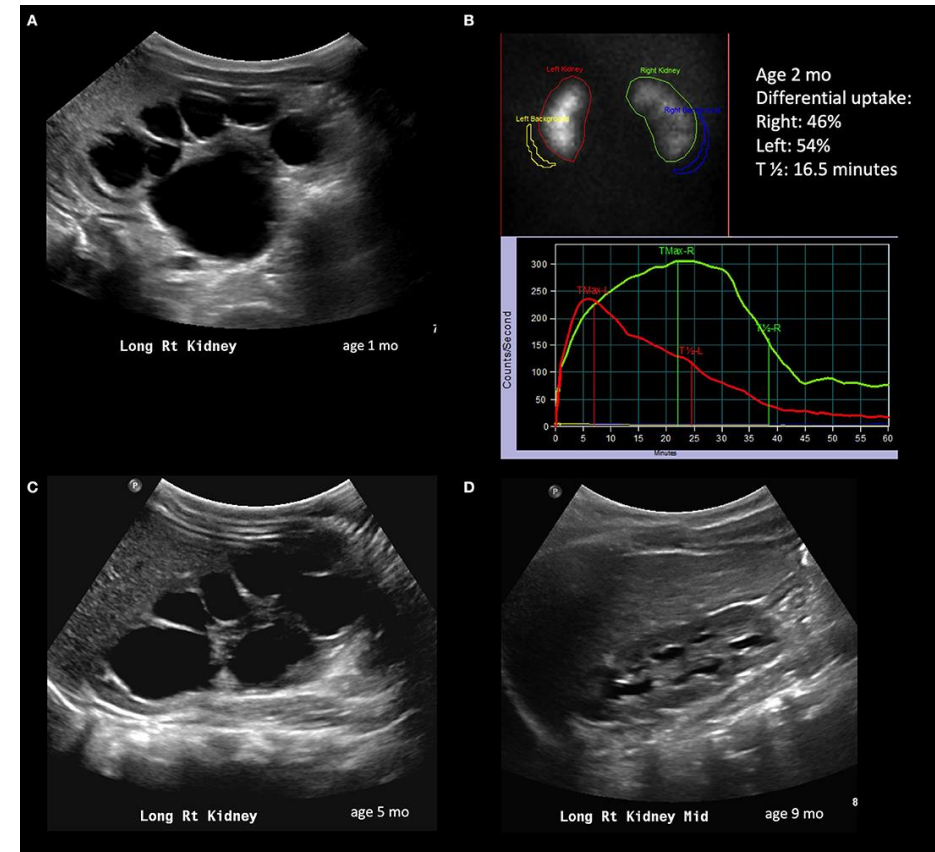 A
Long Rt Kidney
age 1 mo
B
Left Kidney
Right Kidney
Left Background
Right Background
Age 2 mo
Differential uptake:
Right: 46%
Left: 54%
T ½: 16.5 minutes
TMax-R
TMax-L
T½-R
T½-L
Counts/Second
300
250
200
150
100
50
0
0 5 10 15 20 25 30 35 40 45 50 55 60
Minutes
C
P
Long Rt Kidney
age 5 mo
D
P
Long Rt Kidney Mid
age 9 mo
8